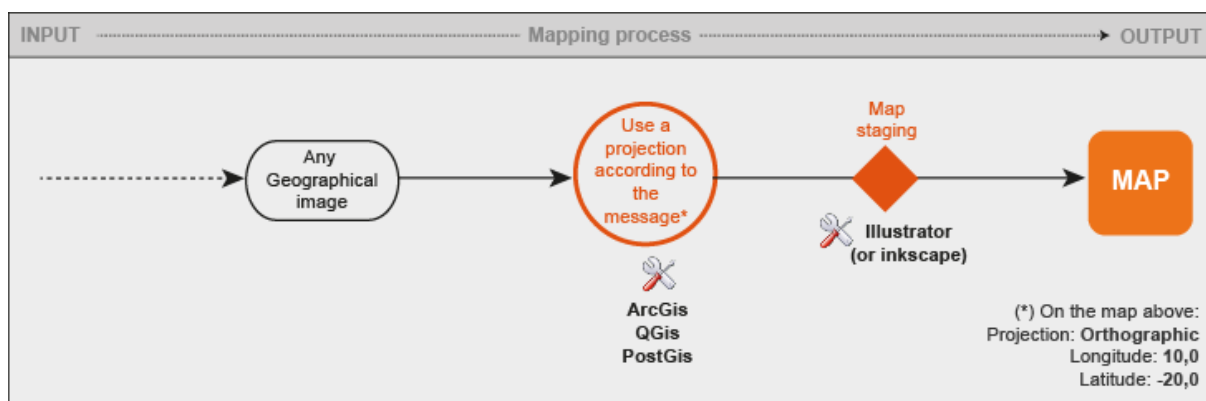 INPUT Mapping process OUTPUT
Any
Geographical
image
Use a
projection
according to
the
message*
ArcGis
QGis
PostGis
Map
staging
Illustrator
(or inkscape)
MAP
(*) On the map above:
Projection: Orthographic
Longitude: 10,0
Latitude: -20,0